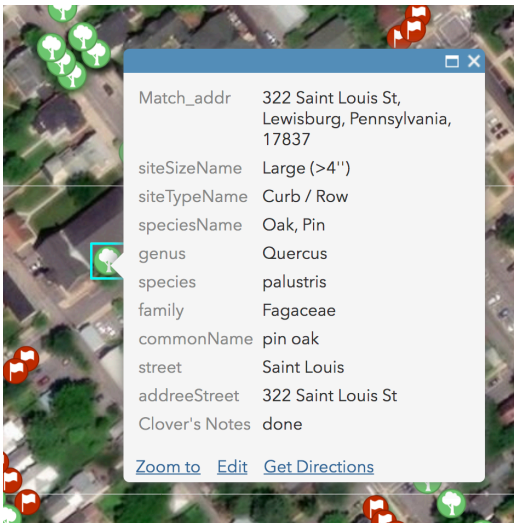 Match_addr 322 Saint Louis St,
Lewisburg, Pennsylvania,
17837
siteSizeName Large (>4'')
siteTypeName Curb / Row
speciesName Oak, Pin
genus Quercus
species palustris
family Fagaceae
commonName pin oak
street Saint Louis
addreeStreet 322 Saint Louis St
Clover's Notes done
Zoom to Edit Get Directions